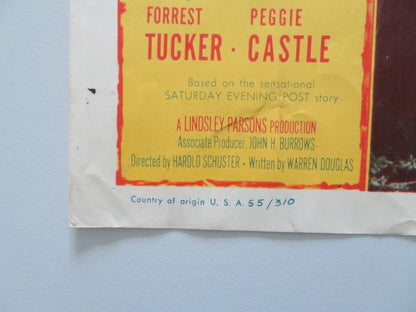 FORREST PEGGIE
TUCKER · CASTLE
Based on the sensational
SATURDAY EVENING POST story
A LINDSLEY PARSONS PRODUCTION
Associate Producer, JOHN H. BURROWS
Directed by HAROLD SCHUSTER · Written by WARREN DOUGLAS
Country of origin U. S. A. 55/310